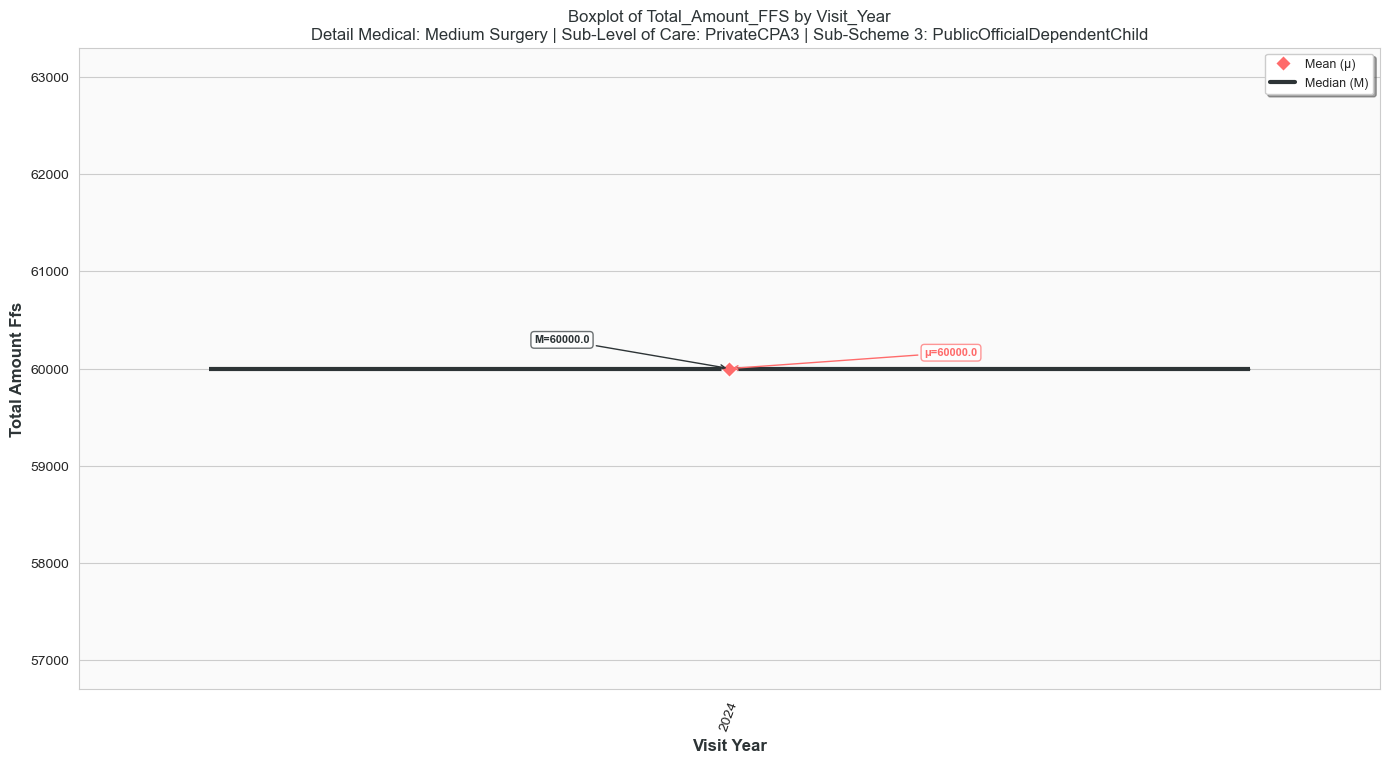 Boxplot of Total_Amount_FFS by Visit_Year
Detail Medical: Medium Surgery | Sub-Level of Care: PrivateCPA3 | Sub-Scheme 3: PublicOfficialDependentChild
Mean (μ)
Median (M)
63000
62000
61000
60000
59000
58000
57000
Total Amount Ffs
M=60000.0
μ=60000.0
2024
Visit Year